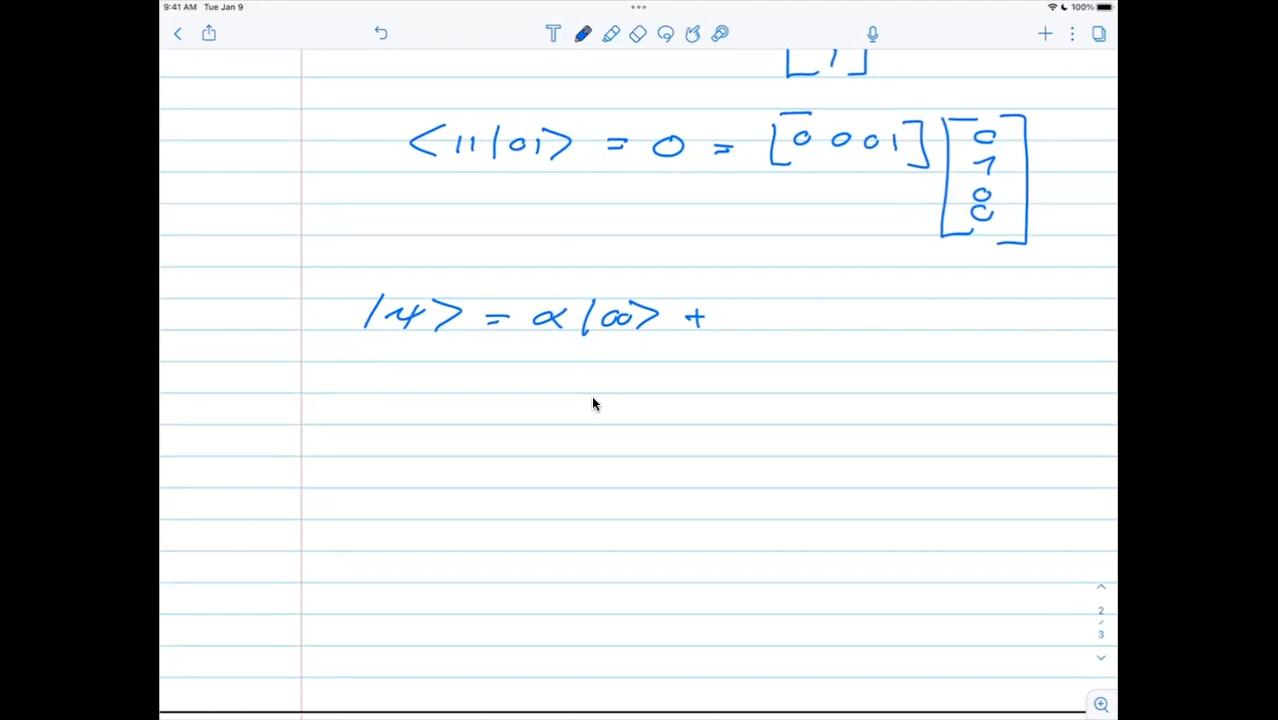 9:41 AM Tue Jan 9
100%
T
[ 1 ]
<11|01> = 0 = [0 0 0 1] [0
1
0
0]
|ψ> = α|00> +
2
/
3